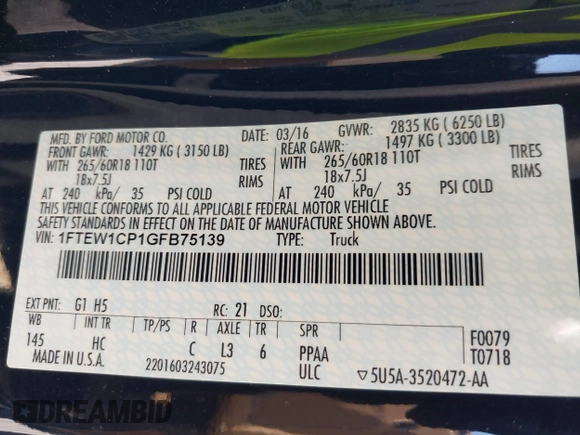 MFD. BY FORD MOTOR CO. DATE: 03/16 GVWR: 2835 KG ( 6250 LB)
FRONT GAWR: 1429 KG ( 3150 LB) REAR GAWR: 1497 KG ( 3300 LB)
WITH 265/60R18 110T TIRES WITH 265/60R18 110T TIRES
18x7.5J RIMS 18x7.5J RIMS
AT 240 kPa/ 35 PSI COLD AT 240 kPa/ 35 PSI COLD
THIS VEHICLE CONFORMS TO ALL APPLICABLE FEDERAL MOTOR VEHICLE
SAFETY STANDARDS IN EFFECT ON THE DATE OF MANUFACTURE SHOWN ABOVE.
VIN: 1FTEW1CP1GFB75139 TYPE: Truck
EXT PNT: G1 H5 RC: 21 DSO:
WB INT TR TP/PS R AXLE TR SPR F0079
145 HC C L3 6 PPAA T0718
MADE IN U.S.A. 2201603243075 ULC ▽5U5A-3520472-AA
DREAMBID